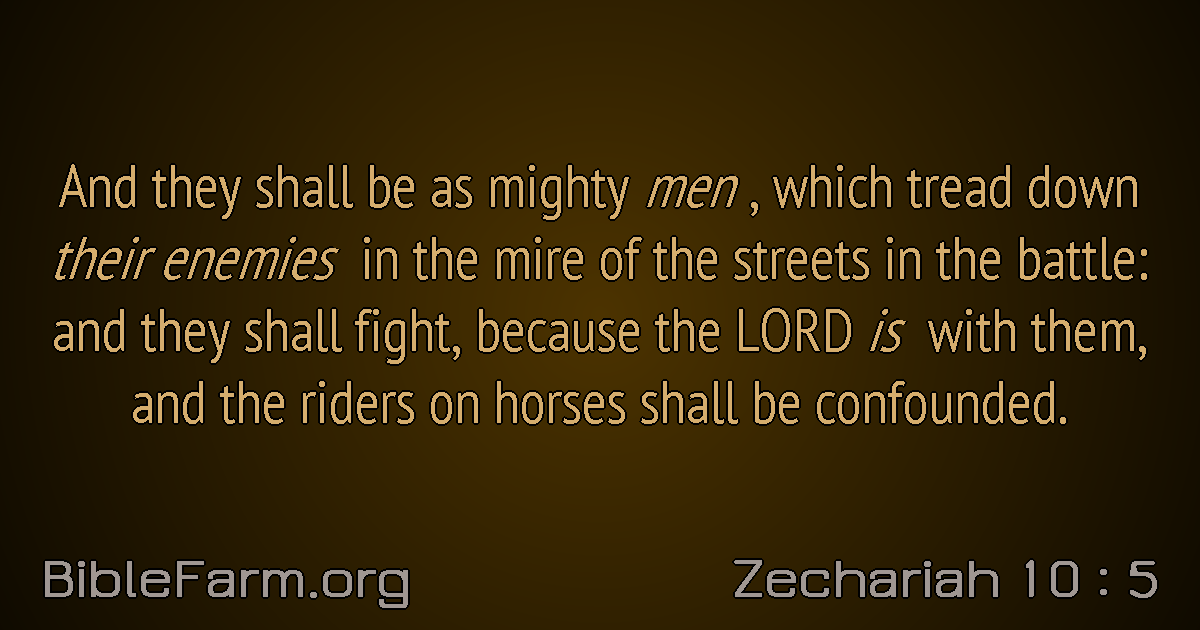 And they shall be as mighty men , which tread down
their enemies in the mire of the streets in the battle:
and they shall fight, because the LORD is with them,
and the riders on horses shall be confounded.
BibleFarm.org
Zechariah 10 : 5